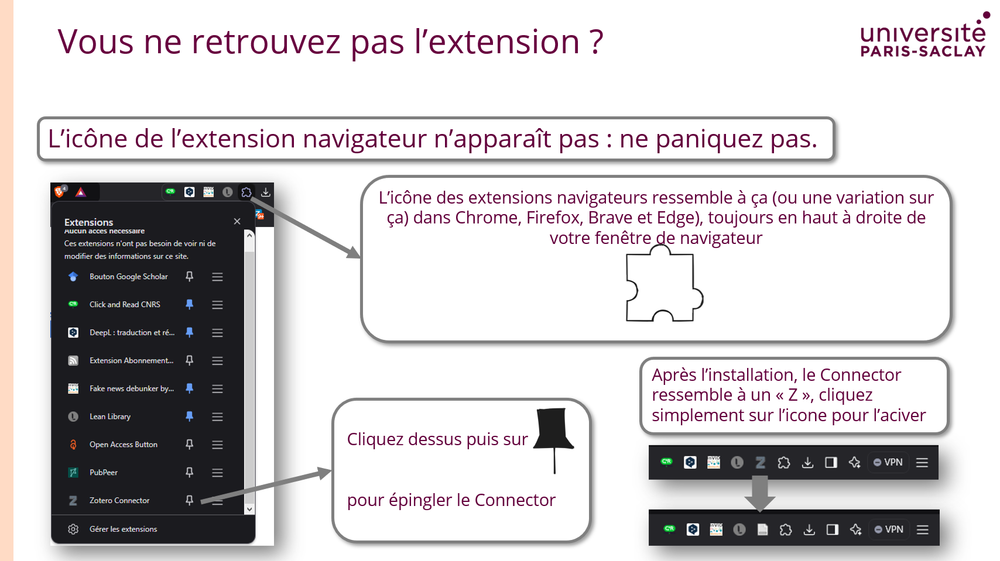 Vous ne retrouvez pas l’extension ?
université
PARIS-SACLAY
L’icône de l’extension navigateur n’apparaît pas : ne paniquez pas.
4
C²R
L
9+
Extensions
Aucun accès nécessaire
Ces extensions n'ont pas besoin de voir ni de
modifier des informations sur ce site.
Bouton Google Scholar
Click and Read CNRS
DeepL : traduction et ré...
Extension Abonnement...
Fake news debunker by...
Lean Library
Open Access Button
PubPeer
Zotero Connector
Gérer les extensions
L’icône des extensions navigateurs ressemble à ça (ou une variation sur
ça) dans Chrome, Firefox, Brave et Edge), toujours en haut à droite de
votre fenêtre de navigateur
Cliquez dessus puis sur
pour épingler le Connector
Après l’installation, le Connector
ressemble à un « Z », cliquez
simplement sur l’icone pour l’aciver
VPN
VPN